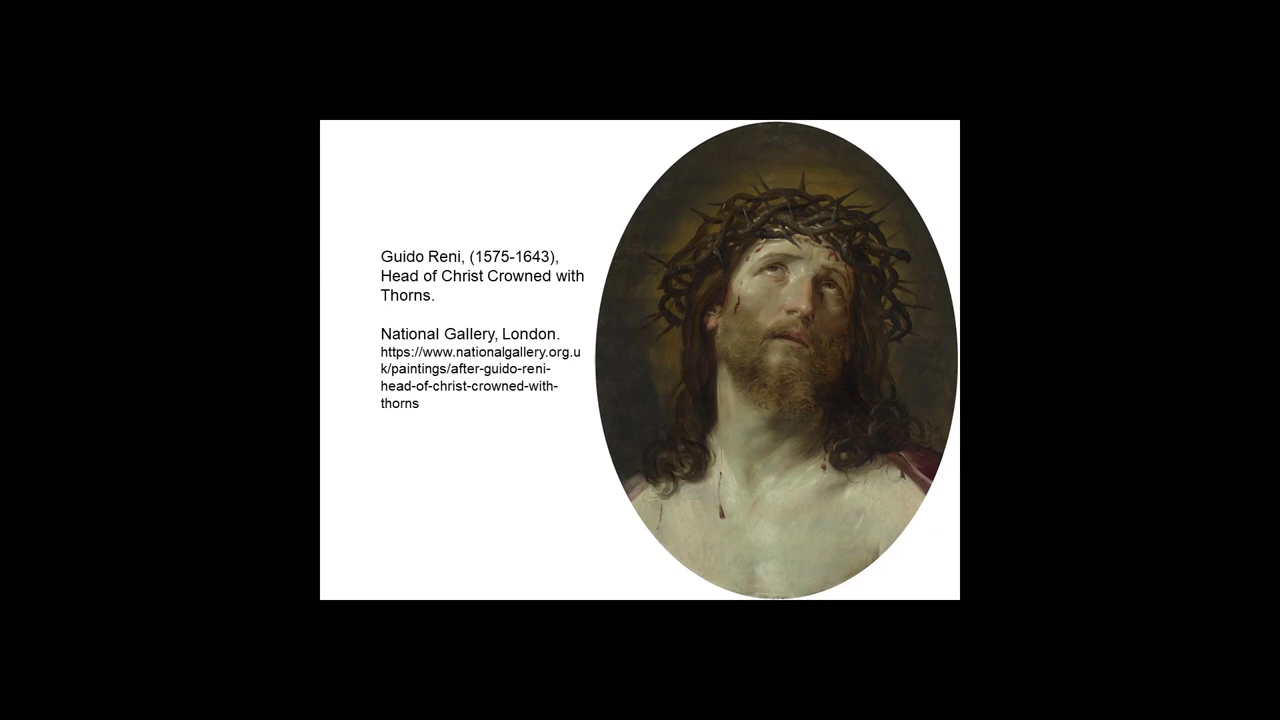 Guido Reni, (1575-1643),
Head of Christ Crowned with
Thorns.
National Gallery, London.
https://www.nationalgallery.org.u
k/paintings/after-guido-reni-
head-of-christ-crowned-with-
thorns